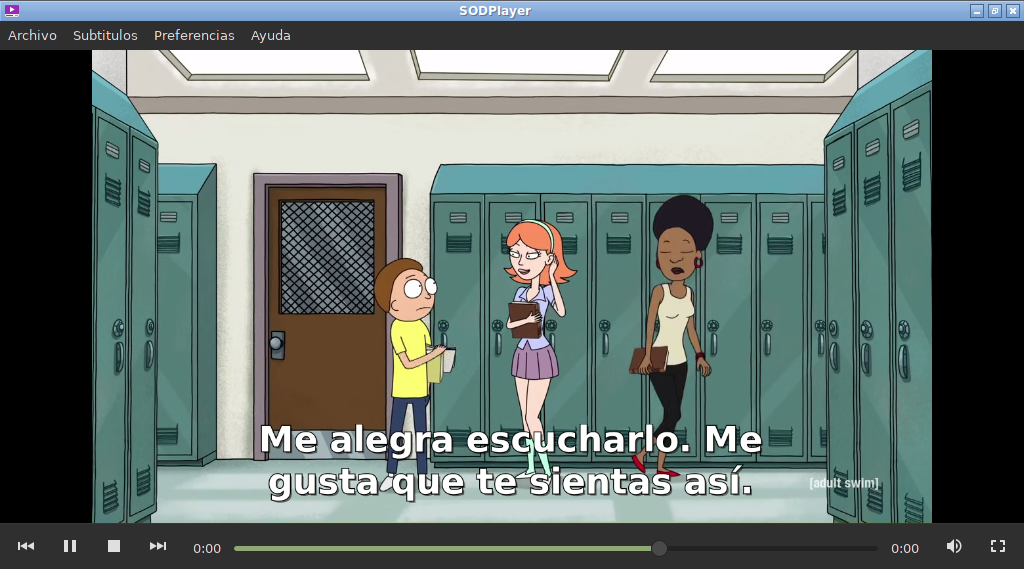 SODPlayer
Archivo Subtitulos Preferencias Ayuda
Me alegra escucharlo. Me
gusta que te sientas así.
[adult swim]
0:00 0:00